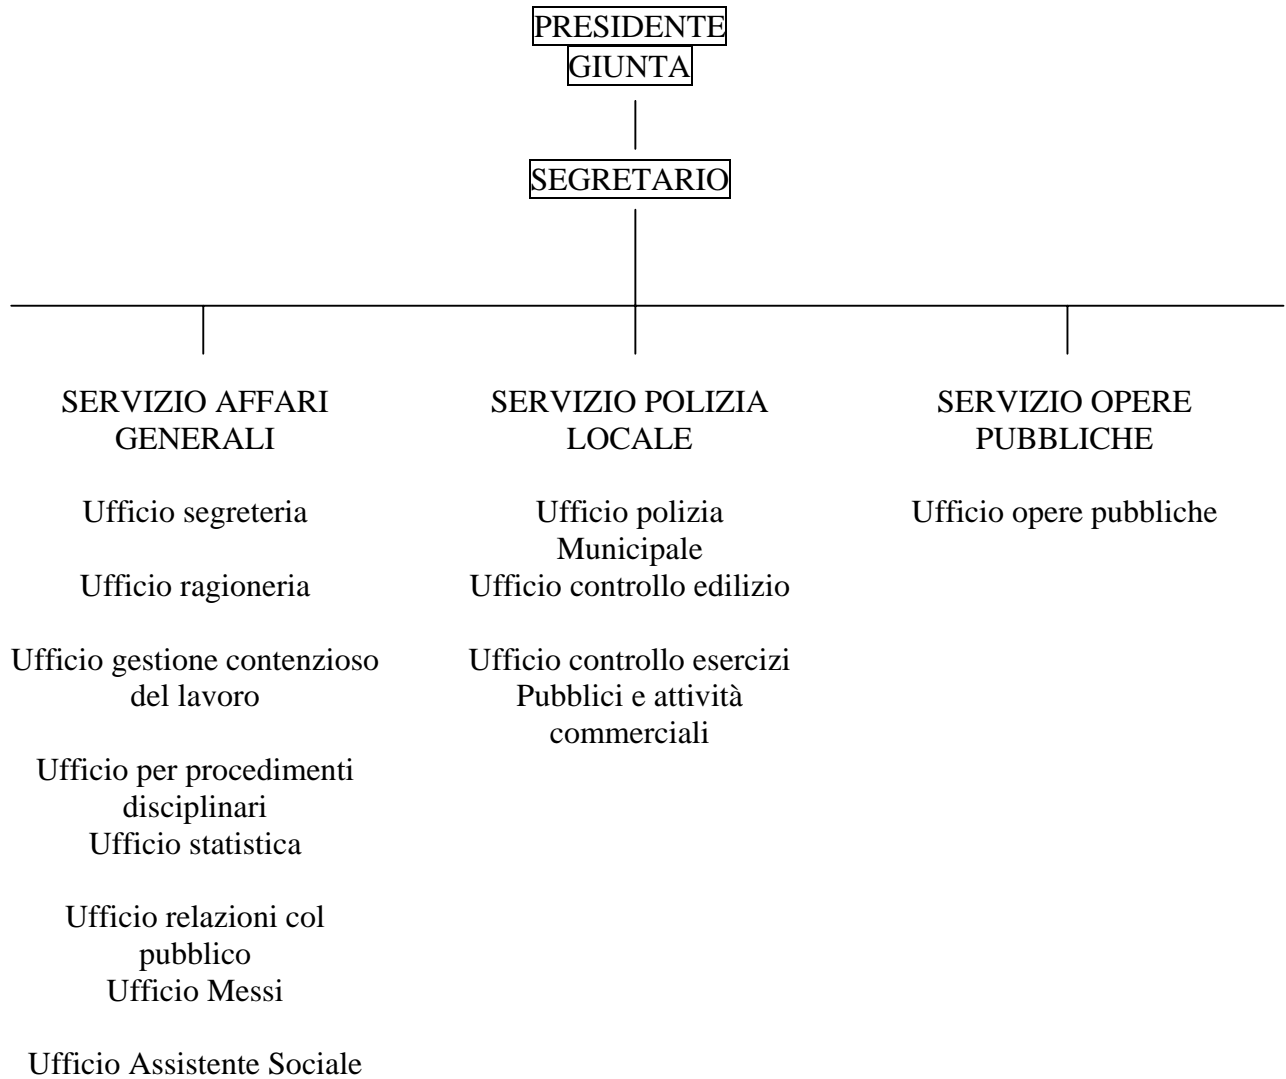 PRESIDENTE
GIUNTA
SEGRETARIO
SERVIZIO AFFARI
GENERALI
Ufficio segreteria
Ufficio ragioneria
Ufficio gestione contenzioso
del lavoro
Ufficio per procedimenti
disciplinari
Ufficio statistica
Ufficio relazioni col
pubblico
Ufficio Messi
Ufficio Assistente Sociale
SERVIZIO POLIZIA
LOCALE
Ufficio polizia
Municipale
Ufficio controllo edilizio
Ufficio controllo esercizi
Pubblici e attività
commerciali
SERVIZIO OPERE
PUBBLICHE
Ufficio opere pubbliche